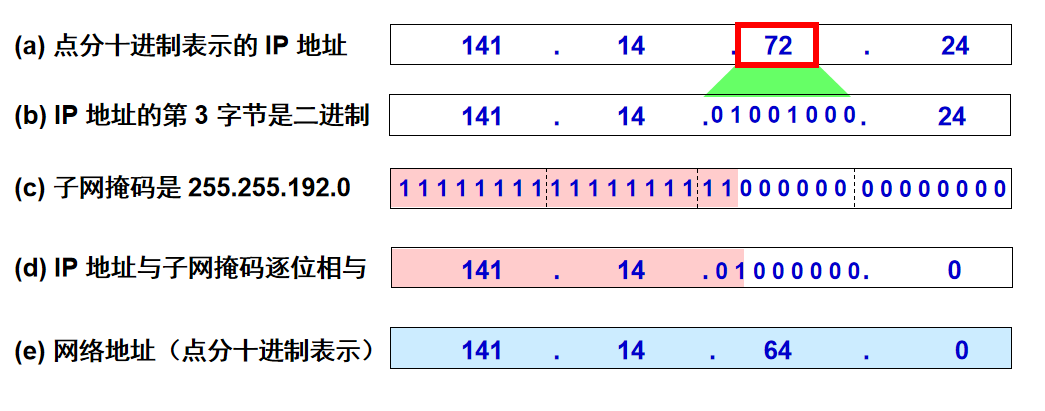 (a) 点分十进制表示的 IP 地址 141 . 14 . 72 . 24
(b) IP 地址的第 3 字节是二进制 141 . 14 . 0 1 0 0 1 0 0 0 . 24
(c) 子网掩码是 255.255.192.0 1 1 1 1 1 1 1 1 1 1 1 1 1 1 1 1 1 1 0 0 0 0 0 0 0 0 0 0 0 0 0 0
(d) IP 地址与子网掩码逐位相与 141 . 14 . 0 1 0 0 0 0 0 0 . 0
(e) 网络地址（点分十进制表示） 141 . 14 . 64 . 0